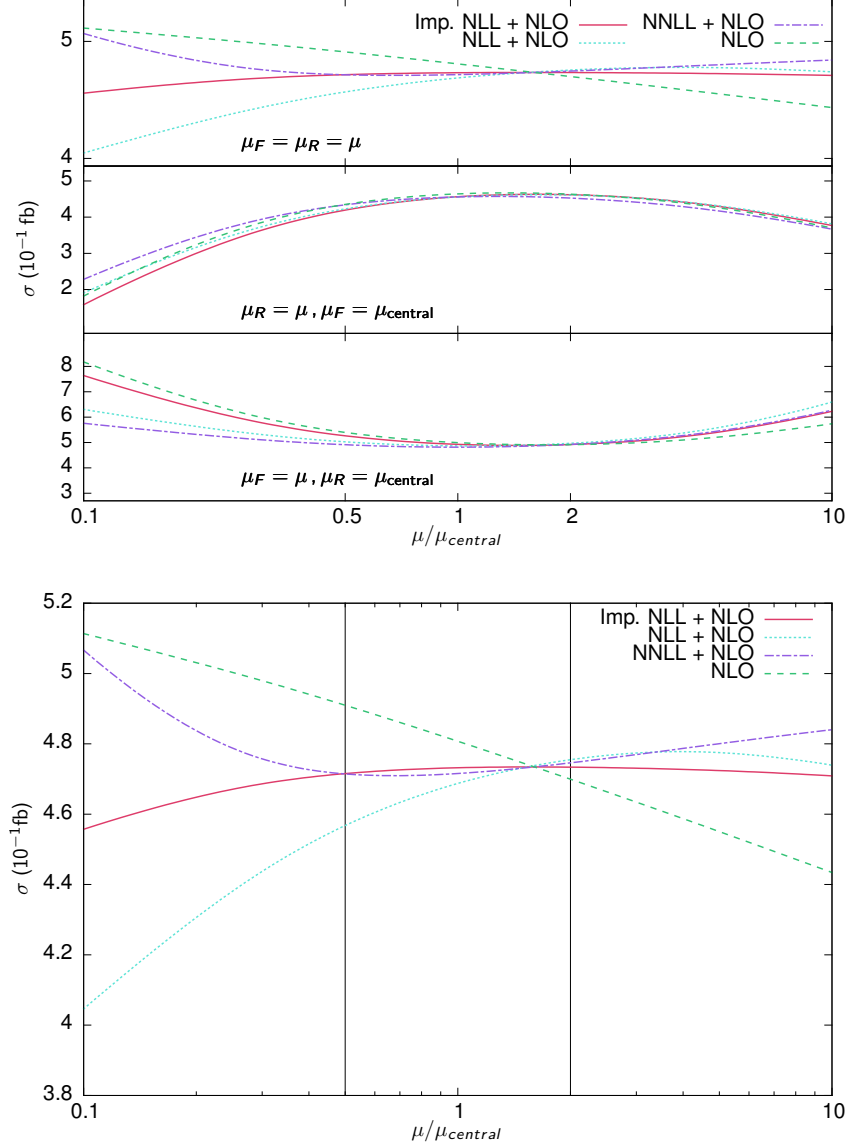 Imp. NLL + NLO NNLL + NLO
NLL + NLO NLO
5
4
μF = μR = μ
σ (10⁻¹ fb)
5
4
3
2
μR = μ , μF = μcentral
8
7
6
5
4
3
μF = μ , μR = μcentral
0.1 0.5 1 2 10
μ/μcentral
Imp. NLL + NLO
NLL + NLO
NNLL + NLO
NLO
5.2
5
4.8
4.6
4.4
4.2
4
3.8
σ (10⁻¹fb)
0.1 1 10
μ/μcentral